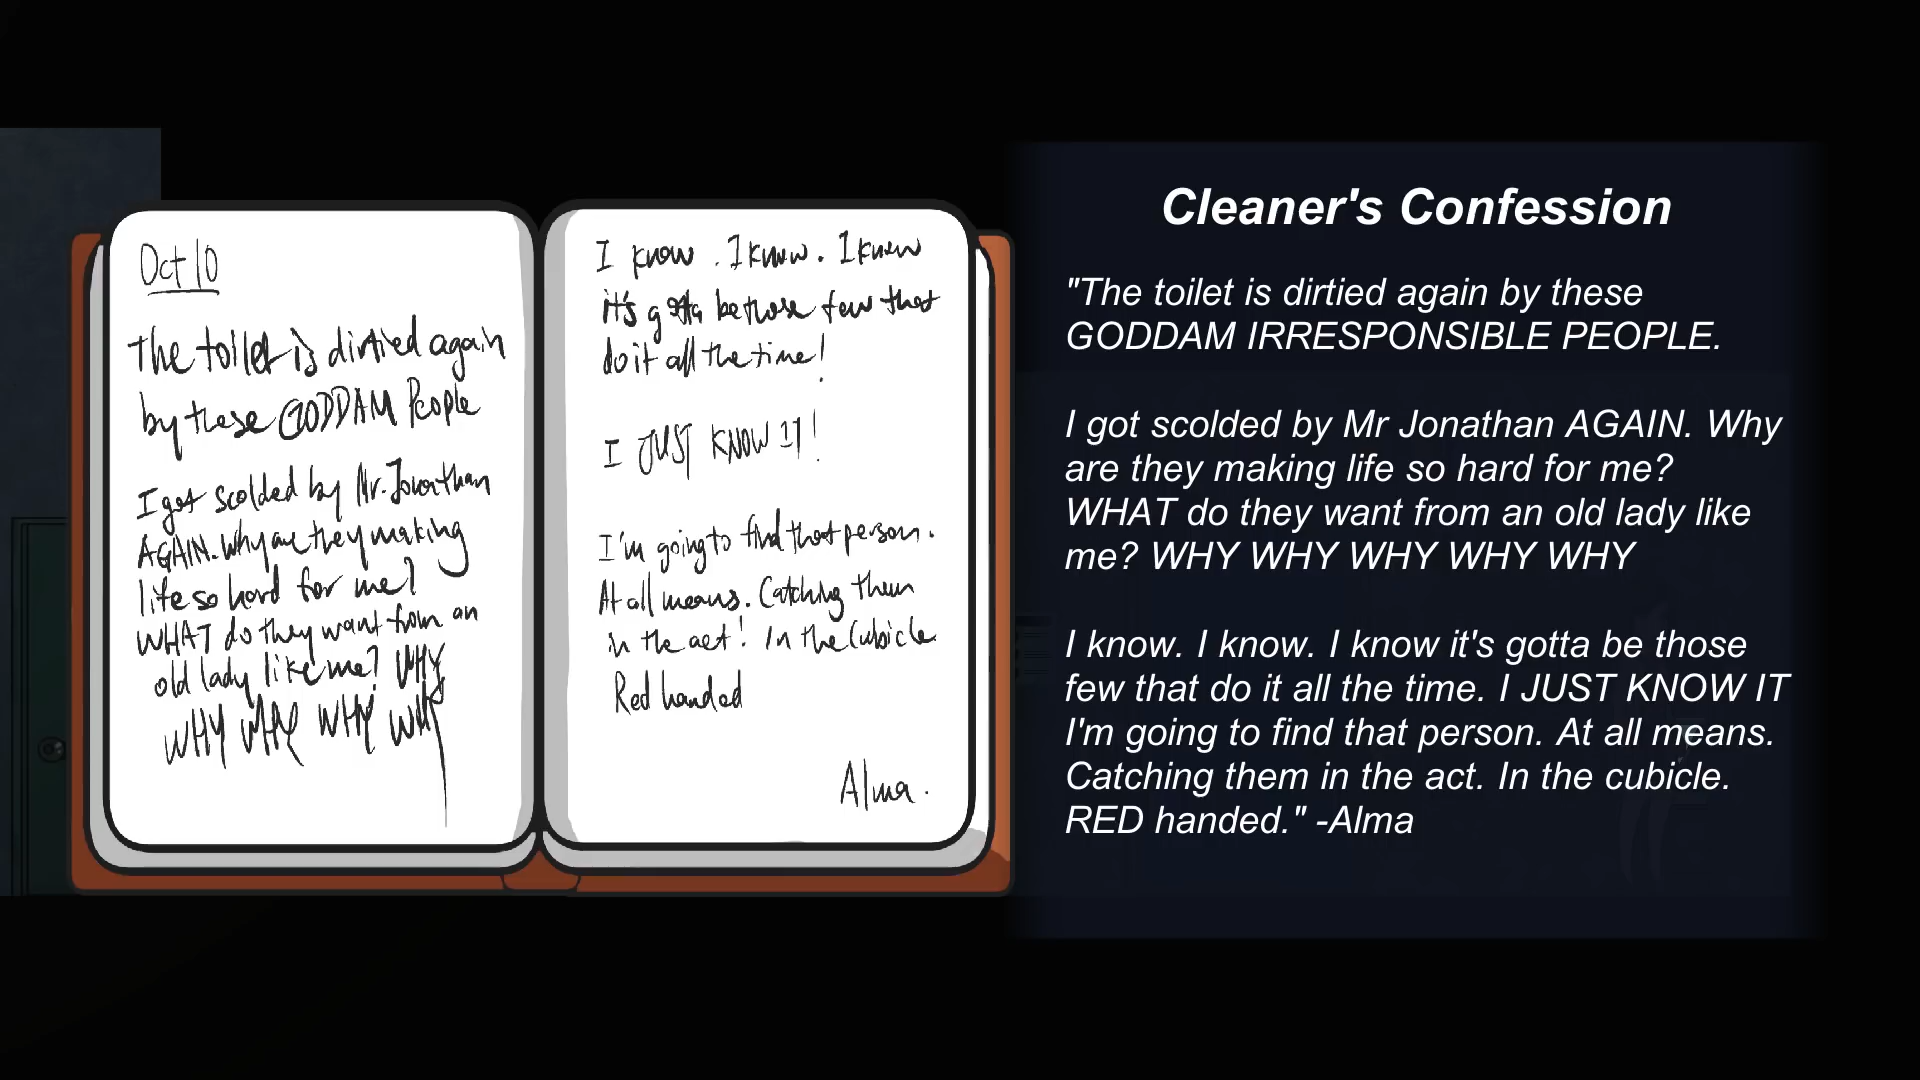 Oct 10
The toilet is dirtied again
by these GODDAM People
I got scolded by Mr. Jonathan
AGAIN. Why are they making
life so hard for me?
WHAT do they want from an
old lady like me? WHY
WHY WHY WHY WHY
I know. I know. I know
it's gotta be those few that
do it all the time!
I JUST KNOW IT!
I'm going to find that person.
At all means. Catching them
in the act! In the Cubicle
Red handed
Alma.
Cleaner's Confession
"The toilet is dirtied again by these
GODDAM IRRESPONSIBLE PEOPLE.
I got scolded by Mr Jonathan AGAIN. Why
are they making life so hard for me?
WHAT do they want from an old lady like
me? WHY WHY WHY WHY WHY
I know. I know. I know it's gotta be those
few that do it all the time. I JUST KNOW IT
I'm going to find that person. At all means.
Catching them in the act. In the cubicle.
RED handed." -Alma